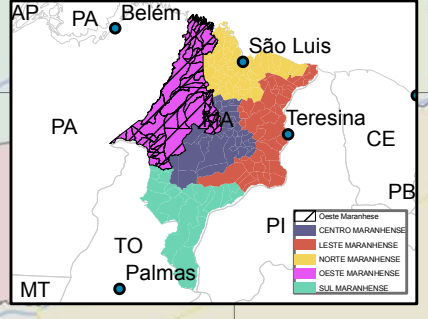 AP
PA
Belém
São Luis
MA
Teresina
PA
CE
PB
PI
TO
Palmas
MT
Oeste Maranhese
CENTRO MARANHENSE
LESTE MARANHENSE
NORTE MARANHENSE
OESTE MARANHENSE
SUL MARANHENSE